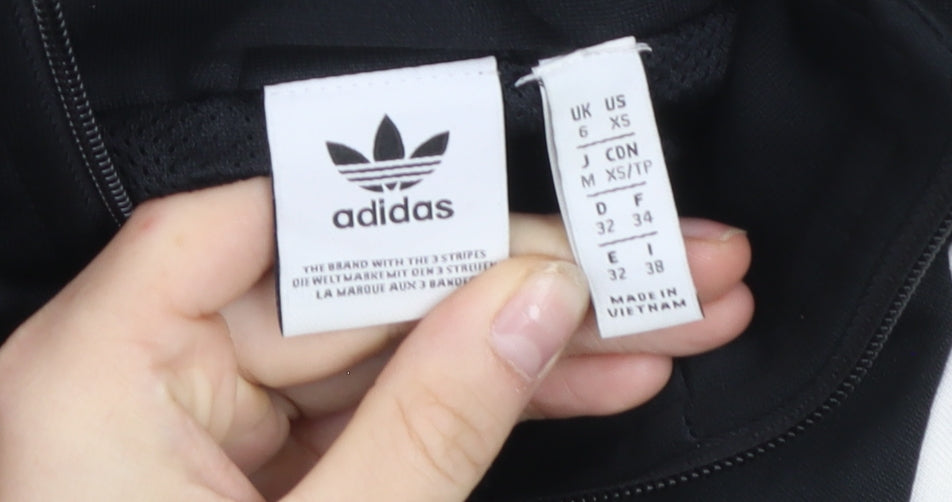 adidas
THE BRAND WITH THE 3 STRIPES
DIE WELTMARKE MIT DEN 3 STREIFEN
LA MARQUE AUX 3 BANDES
UK US
6 XS
J CON
M XS/TP
D F
32 34
E I
32 38
MADE IN
VIETNAM